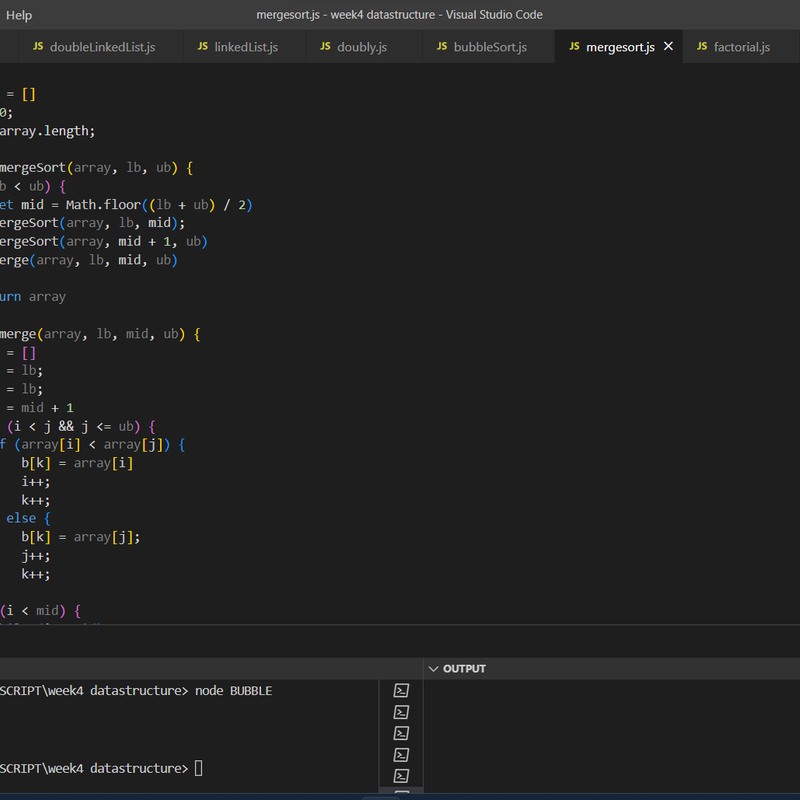 Help
mergesort.js - week4 datastructure - Visual Studio Code
JS doubleLinkedList.js JS linkedList.js JS doubly.js JS bubbleSort.js JS mergesort.js × JS factorial.js
= []
0;
array.length;
mergeSort(array, lb, ub) {
b < ub) {
et mid = Math.floor((lb + ub) / 2)
ergeSort(array, lb, mid);
ergeSort(array, mid + 1, ub)
erge(array, lb, mid, ub)
urn array
merge(array, lb, mid, ub) {
= []
= lb;
= lb;
= mid + 1
(i < j && j <= ub) {
f (array[i] < array[j]) {
b[k] = array[i]
i++;
k++;
else {
b[k] = array[j];
j++;
k++;
(i < mid) {
OUTPUT
SCRIPT\week4 datastructure> node BUBBLE
SCRIPT\week4 datastructure>